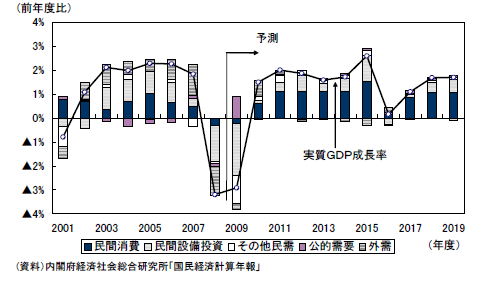 (前年度比)
4%
3%
2%
1%
0%
▲1%
▲2%
▲3%
▲4%
予測
実質GDP成長率
2001 2003 2005 2007 2009 2011 2013 2015 2017 2019
(年度)
民間消費 民間設備投資 その他民需 公的需要 外需
(資料)内閣府経済社会総合研究所「国民経済計算年報」